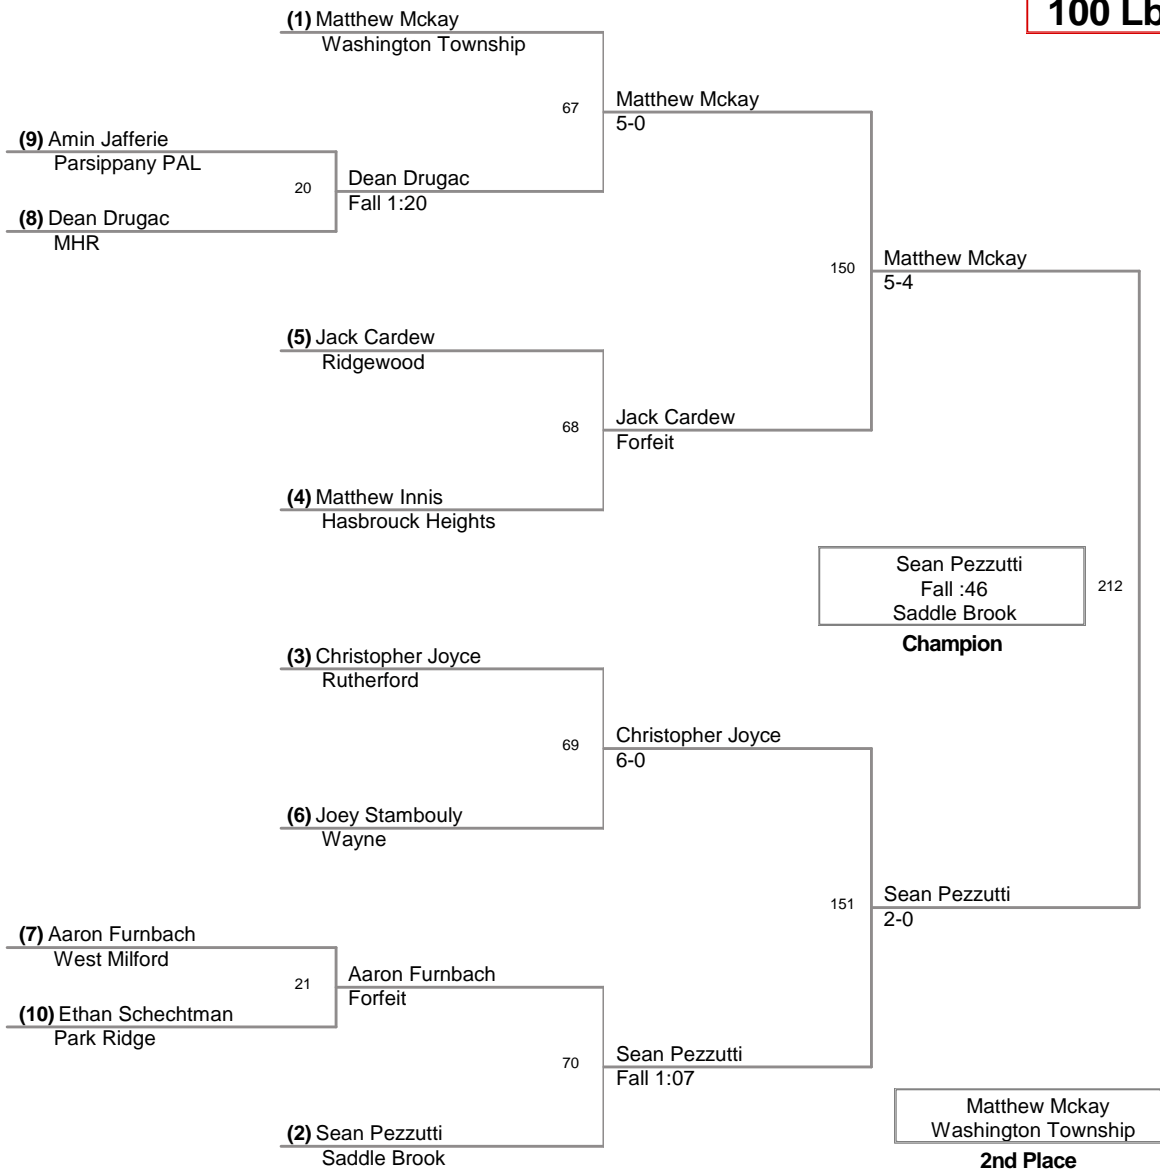 100 Lb
(1) Matthew Mckay
Washington Township
67
Matthew Mckay
5-0
(9) Amin Jafferie
Parsippany PAL
20
Dean Drugac
Fall 1:20
(8) Dean Drugac
MHR
150
Matthew Mckay
5-4
(5) Jack Cardew
Ridgewood
68
Jack Cardew
Forfeit
(4) Matthew Innis
Hasbrouck Heights
Sean Pezzutti
Fall :46
Saddle Brook
212
Champion
(3) Christopher Joyce
Rutherford
69
Christopher Joyce
6-0
(6) Joey Stambouly
Wayne
151
Sean Pezzutti
2-0
(7) Aaron Furnbach
West Milford
21
Aaron Furnbach
Forfeit
(10) Ethan Schechtman
Park Ridge
70
Sean Pezzutti
Fall 1:07
(2) Sean Pezzutti
Saddle Brook
Matthew Mckay
Washington Township
2nd Place